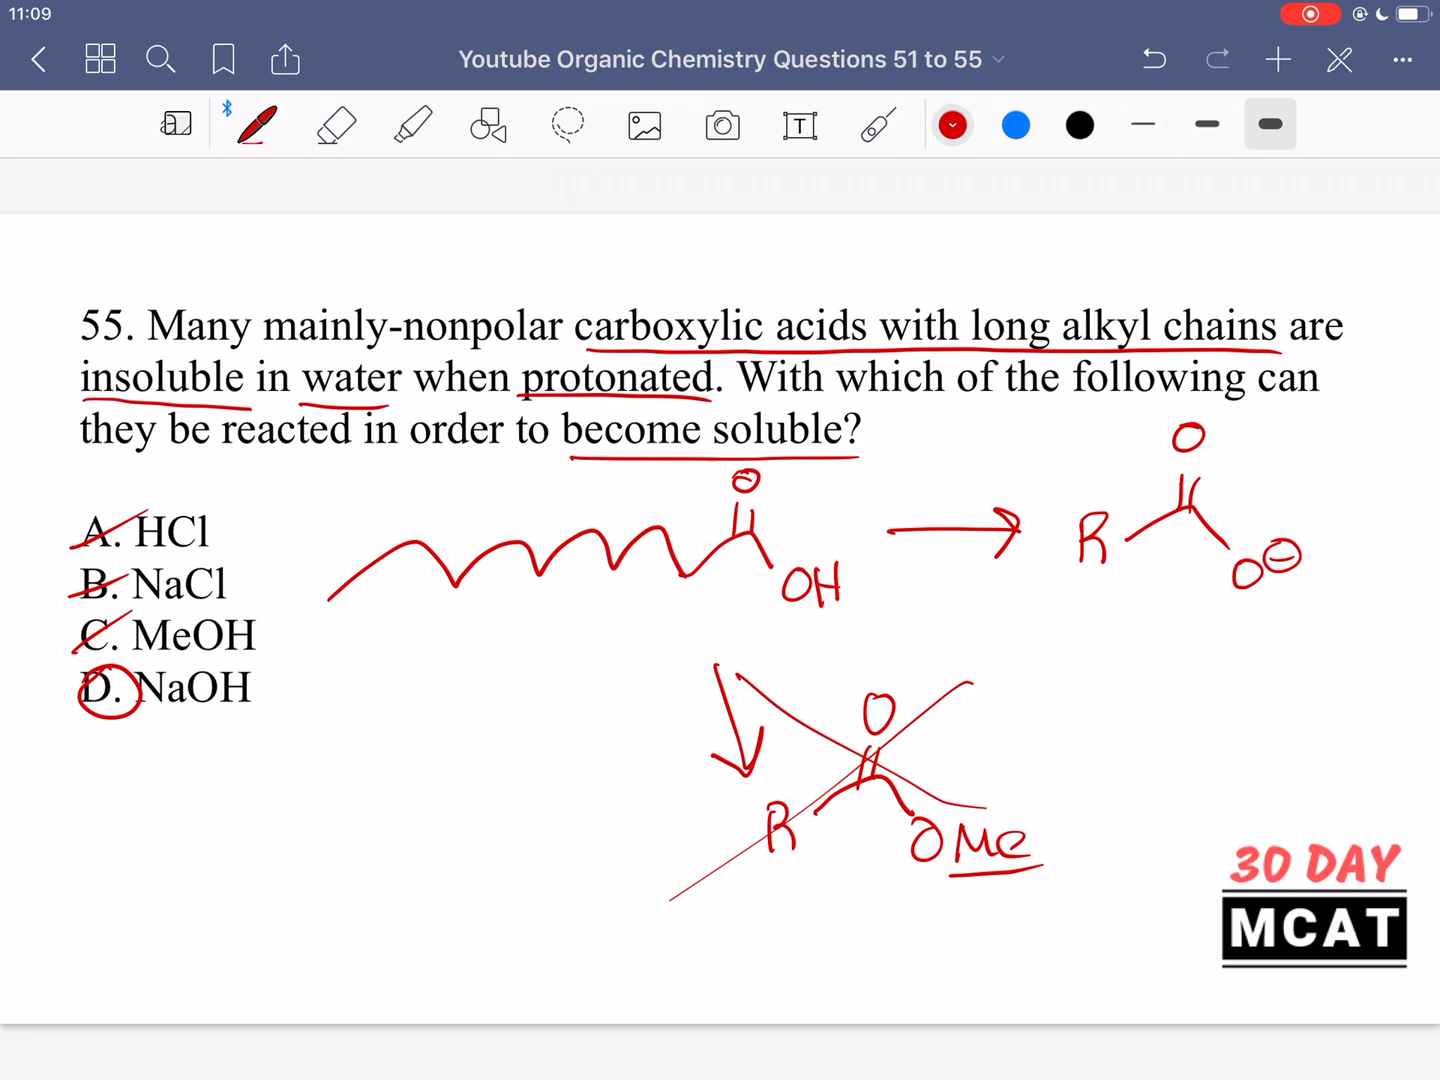 11:09
Youtube Organic Chemistry Questions 51 to 55
T
55. Many mainly-nonpolar carboxylic acids with long alkyl chains are
insoluble in water when protonated. With which of the following can
they be reacted in order to become soluble?
A. HCl
B. NaCl
C. MeOH
D. NaOH
O
OH
O
R
O⊖
O
R
OMe
30 DAY
MCAT